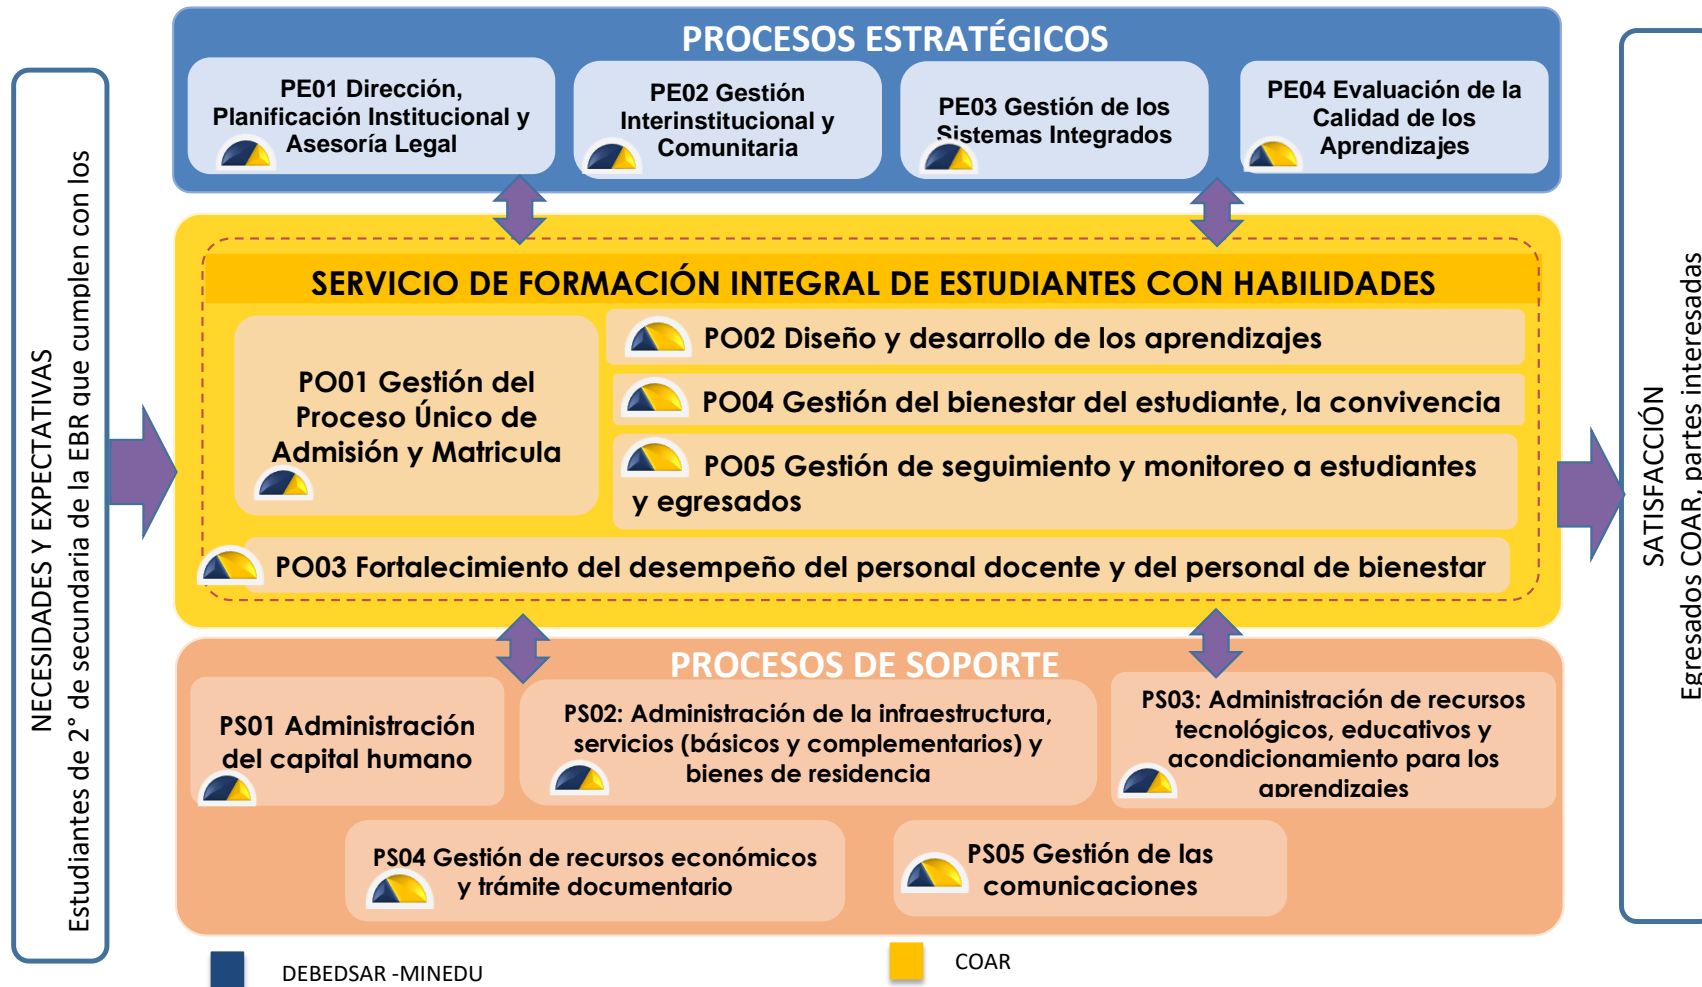 PROCESOS ESTRATÉGICOS
PE01 Dirección,
Planificación Institucional y
Asesoría Legal
PE02 Gestión
Interinstitucional y
Comunitaria
PE03 Gestión de los
Sistemas Integrados
PE04 Evaluación de la
Calidad de los
Aprendizajes
NECESIDADES Y EXPECTATIVAS
Estudiantes de 2° de secundaria de la EBR que cumplen con los
SERVICIO DE FORMACIÓN INTEGRAL DE ESTUDIANTES CON HABILIDADES
PO01 Gestión del
Proceso Único de
Admisión y Matricula
PO02 Diseño y desarrollo de los aprendizajes
PO04 Gestión del bienestar del estudiante, la convivencia
PO05 Gestión de seguimiento y monitoreo a estudiantes
y egresados
PO03 Fortalecimiento del desempeño del personal docente y del personal de bienestar
SATISFACCIÓN
Egresados COAR, partes interesadas
PROCESOS DE SOPORTE
PS01 Administración
del capital humano
PS02: Administración de la infraestructura,
servicios (básicos y complementarios) y
bienes de residencia
PS03: Administración de recursos
tecnológicos, educativos y
acondicionamiento para los
aprendizajes
PS04 Gestión de recursos económicos
y trámite documentario
PS05 Gestión de las
comunicaciones
DEBEDSAR -MINEDU
COAR